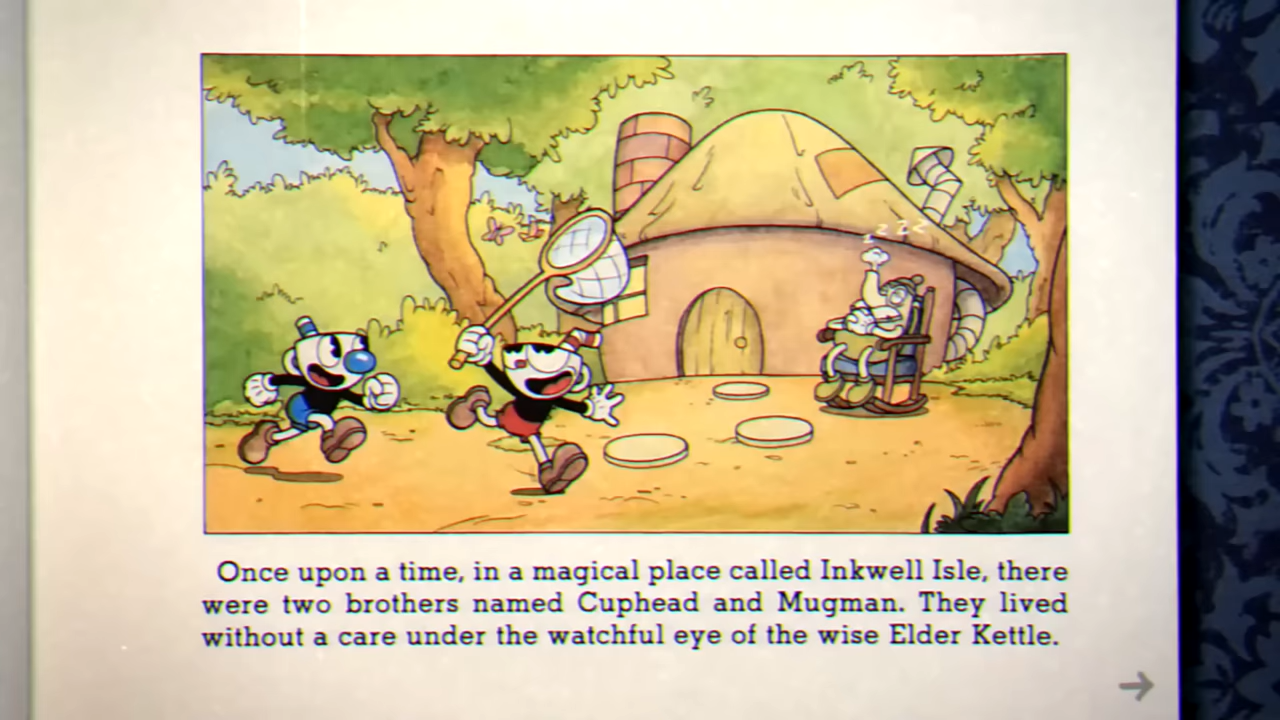 z z z z
Once upon a time, in a magical place called Inkwell Isle, there
were two brothers named Cuphead and Mugman. They lived
without a care under the watchful eye of the wise Elder Kettle.